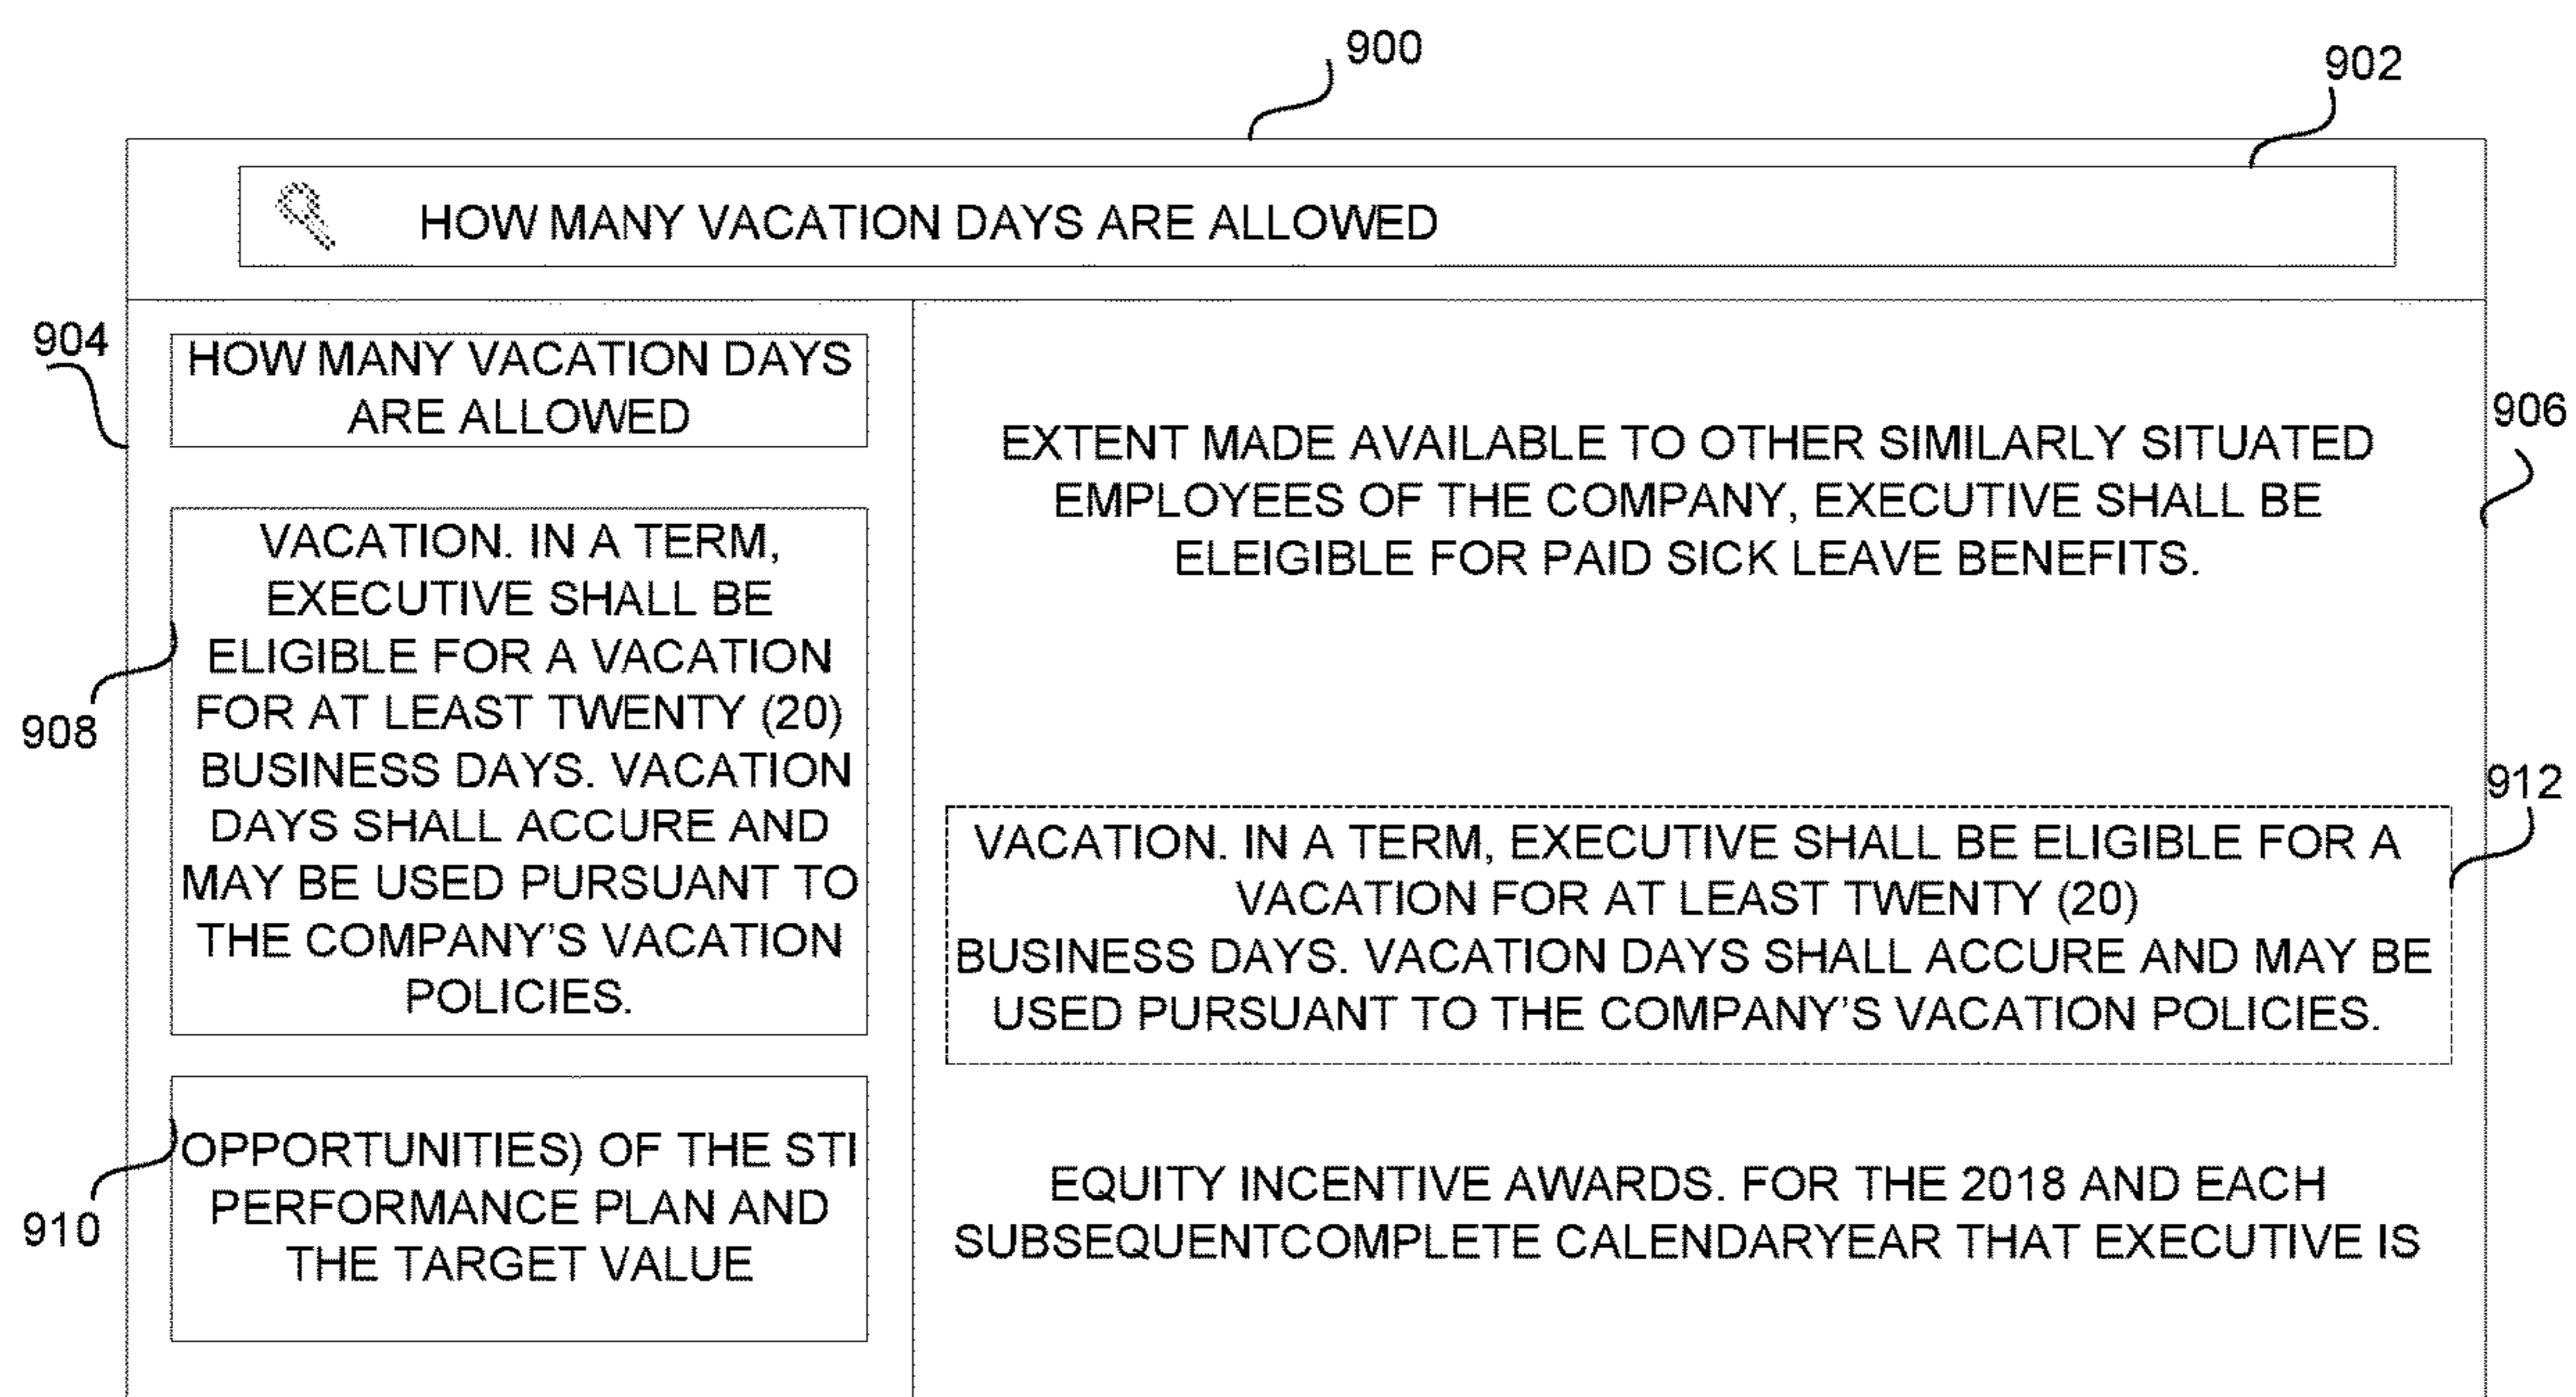 900
902
HOW MANY VACATION DAYS ARE ALLOWED
904
HOW MANY VACATION DAYS
ARE ALLOWED
908
VACATION. IN A TERM,
EXECUTIVE SHALL BE
ELIGIBLE FOR A VACATION
FOR AT LEAST TWENTY (20)
BUSINESS DAYS. VACATION
DAYS SHALL ACCURE AND
MAY BE USED PURSUANT TO
THE COMPANY'S VACATION
POLICIES.
910
OPPORTUNITIES) OF THE STI
PERFORMANCE PLAN AND
THE TARGET VALUE
906
EXTENT MADE AVAILABLE TO OTHER SIMILARLY SITUATED
EMPLOYEES OF THE COMPANY, EXECUTIVE SHALL BE
ELEIGIBLE FOR PAID SICK LEAVE BENEFITS.
912
VACATION. IN A TERM, EXECUTIVE SHALL BE ELIGIBLE FOR A
VACATION FOR AT LEAST TWENTY (20)
BUSINESS DAYS. VACATION DAYS SHALL ACCURE AND MAY BE
USED PURSUANT TO THE COMPANY'S VACATION POLICIES.
EQUITY INCENTIVE AWARDS. FOR THE 2018 AND EACH
SUBSEQUENTCOMPLETE CALENDARYEAR THAT EXECUTIVE IS